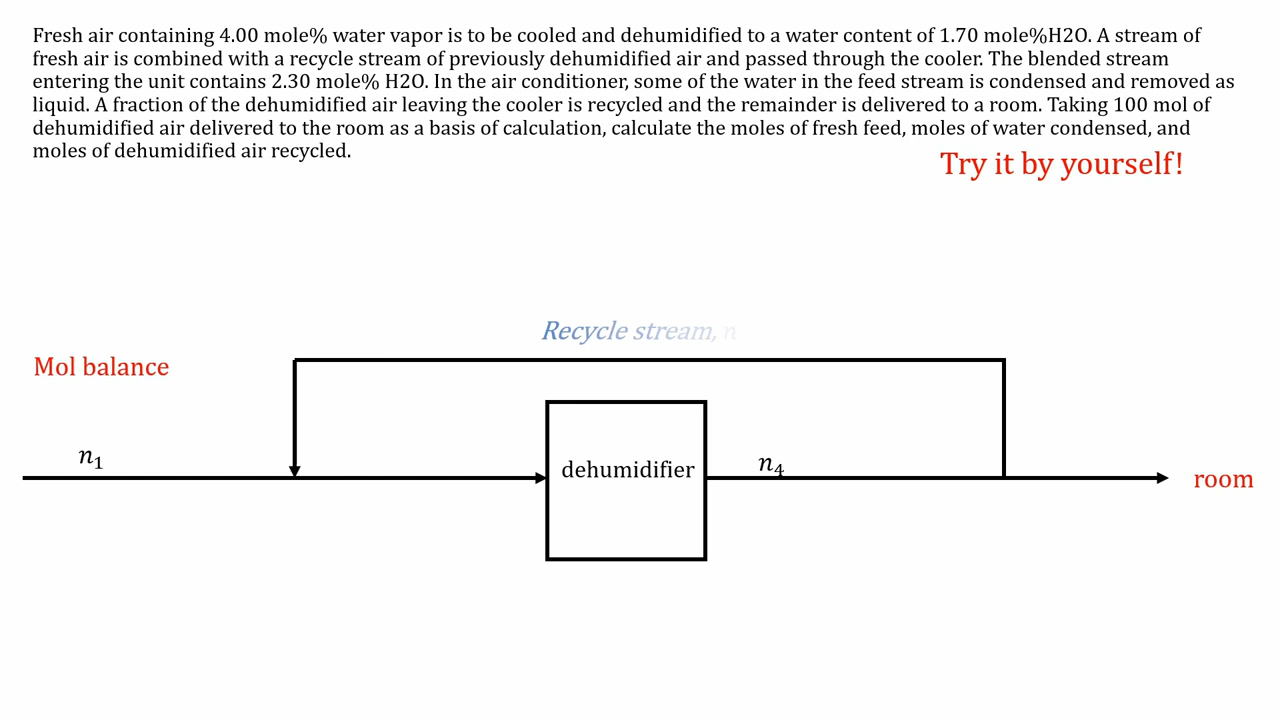 Fresh air containing 4.00 mole% water vapor is to be cooled and dehumidified to a water content of 1.70 mole%H2O. A stream of
fresh air is combined with a recycle stream of previously dehumidified air and passed through the cooler. The blended stream
entering the unit contains 2.30 mole% H2O. In the air conditioner, some of the water in the feed stream is condensed and removed as
liquid. A fraction of the dehumidified air leaving the cooler is recycled and the remainder is delivered to a room. Taking 100 mol of
dehumidified air delivered to the room as a basis of calculation, calculate the moles of fresh feed, moles of water condensed, and
moles of dehumidified air recycled.
Try it by yourself!
Recycle stream, n
Mol balance
n₁
dehumidifier
n₄
room